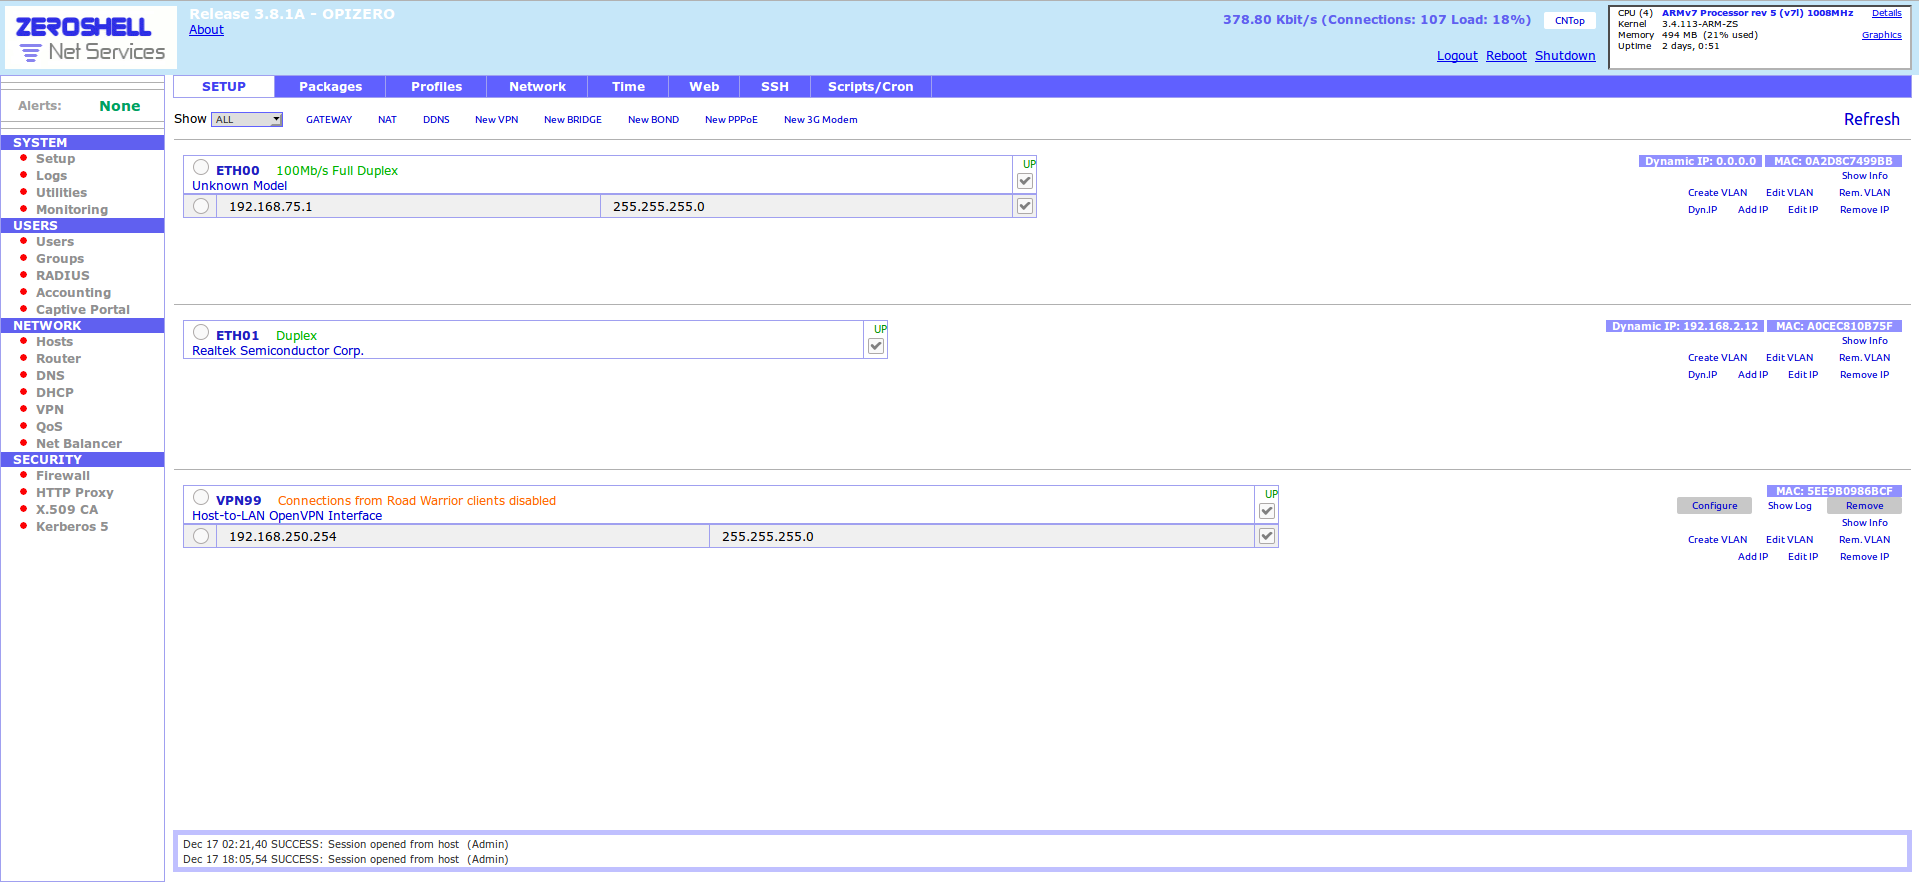 ZEROSHELL
Net Services
Release 3.8.1A - OPIZERO
About
378.80 Kbit/s (Connections: 107 Load: 18%)
CNTop
Logout Reboot Shutdown
CPU (4) ARMv7 Processor rev 5 (v7l) 1008MHz Details
Kernel 3.4.113-ARM-ZS
Memory 494 MB (21% used) Graphics
Uptime 2 days, 0:51
Alerts: None
SYSTEM
Setup
Logs
Utilities
Monitoring
USERS
Users
Groups
RADIUS
Accounting
Captive Portal
NETWORK
Hosts
Router
DNS
DHCP
VPN
QoS
Net Balancer
SECURITY
Firewall
HTTP Proxy
X.509 CA
Kerberos 5
SETUP Packages Profiles Network Time Web SSH Scripts/Cron
Show ALL GATEWAY NAT DDNS New VPN New BRIDGE New BOND New PPPoE New 3G Modem Refresh
ETH00 100Mb/s Full Duplex UP
Unknown Model
192.168.75.1 255.255.255.0
Dynamic IP: 0.0.0.0 MAC: 0A2D8C7499BB
Show Info
Create VLAN Edit VLAN Rem. VLAN
Dyn.IP Add IP Edit IP Remove IP
ETH01 Duplex UP
Realtek Semiconductor Corp.
Dynamic IP: 192.168.2.12 MAC: A0CEC810B75F
Show Info
Create VLAN Edit VLAN Rem. VLAN
Dyn.IP Add IP Edit IP Remove IP
VPN99 Connections from Road Warrior clients disabled UP
Host-to-LAN OpenVPN Interface
192.168.250.254 255.255.255.0
MAC: 5EE9B0986BCF
Configure Show Log Remove
Show Info
Create VLAN Edit VLAN Rem. VLAN
Add IP Edit IP Remove IP
Dec 17 02:21,40 SUCCESS: Session opened from host (Admin)
Dec 17 18:05,54 SUCCESS: Session opened from host (Admin)